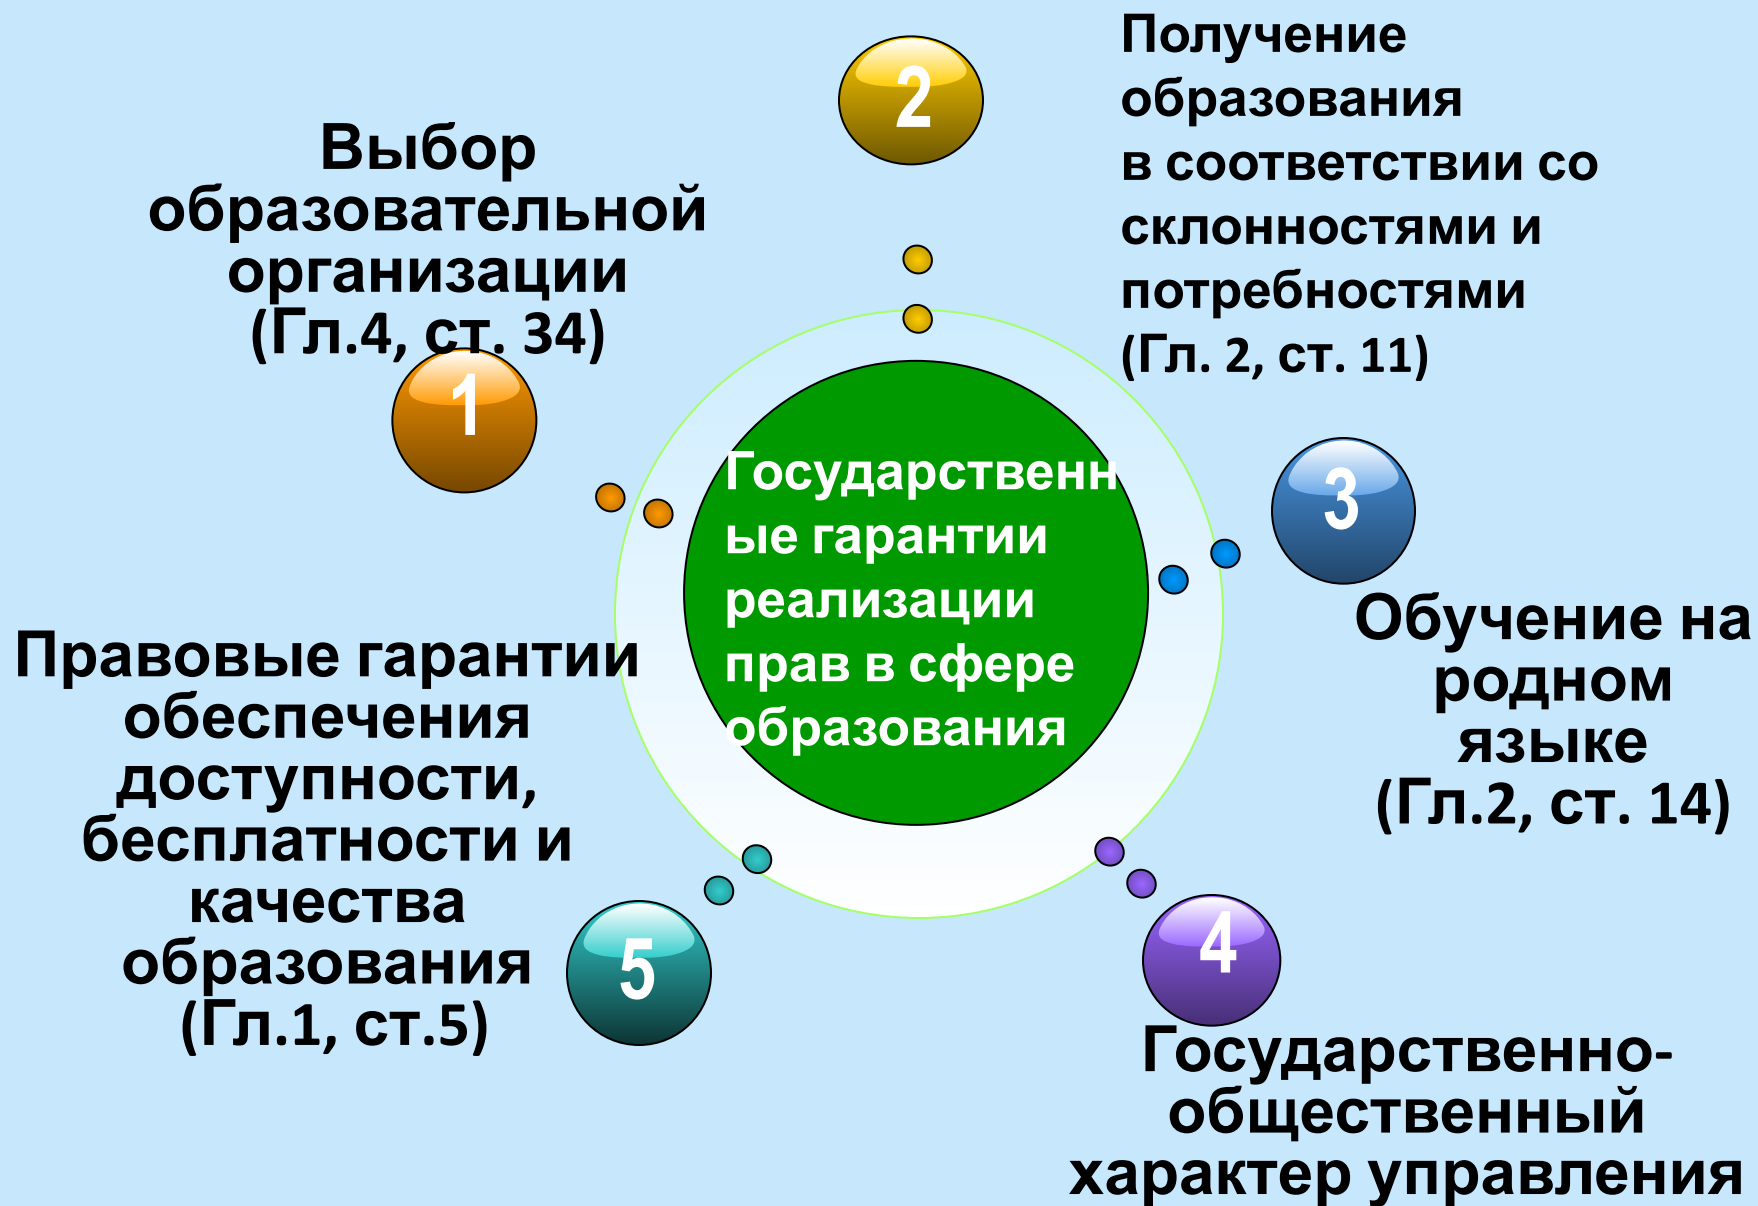 Выбор
образовательной
организации
(Гл.4, ст. 34)
1
2
Получение
образования
в соответствии со
склонностями и
потребностями
(Гл. 2, ст. 11)
Государственн
ые гарантии
реализации
прав в сфере
образования
3
Обучение на
родном
языке
(Гл.2, ст. 14)
4
Государственно-
общественный
характер управления
5
Правовые гарантии
обеспечения
доступности,
бесплатности и
качества
образования
(Гл.1, ст.5)